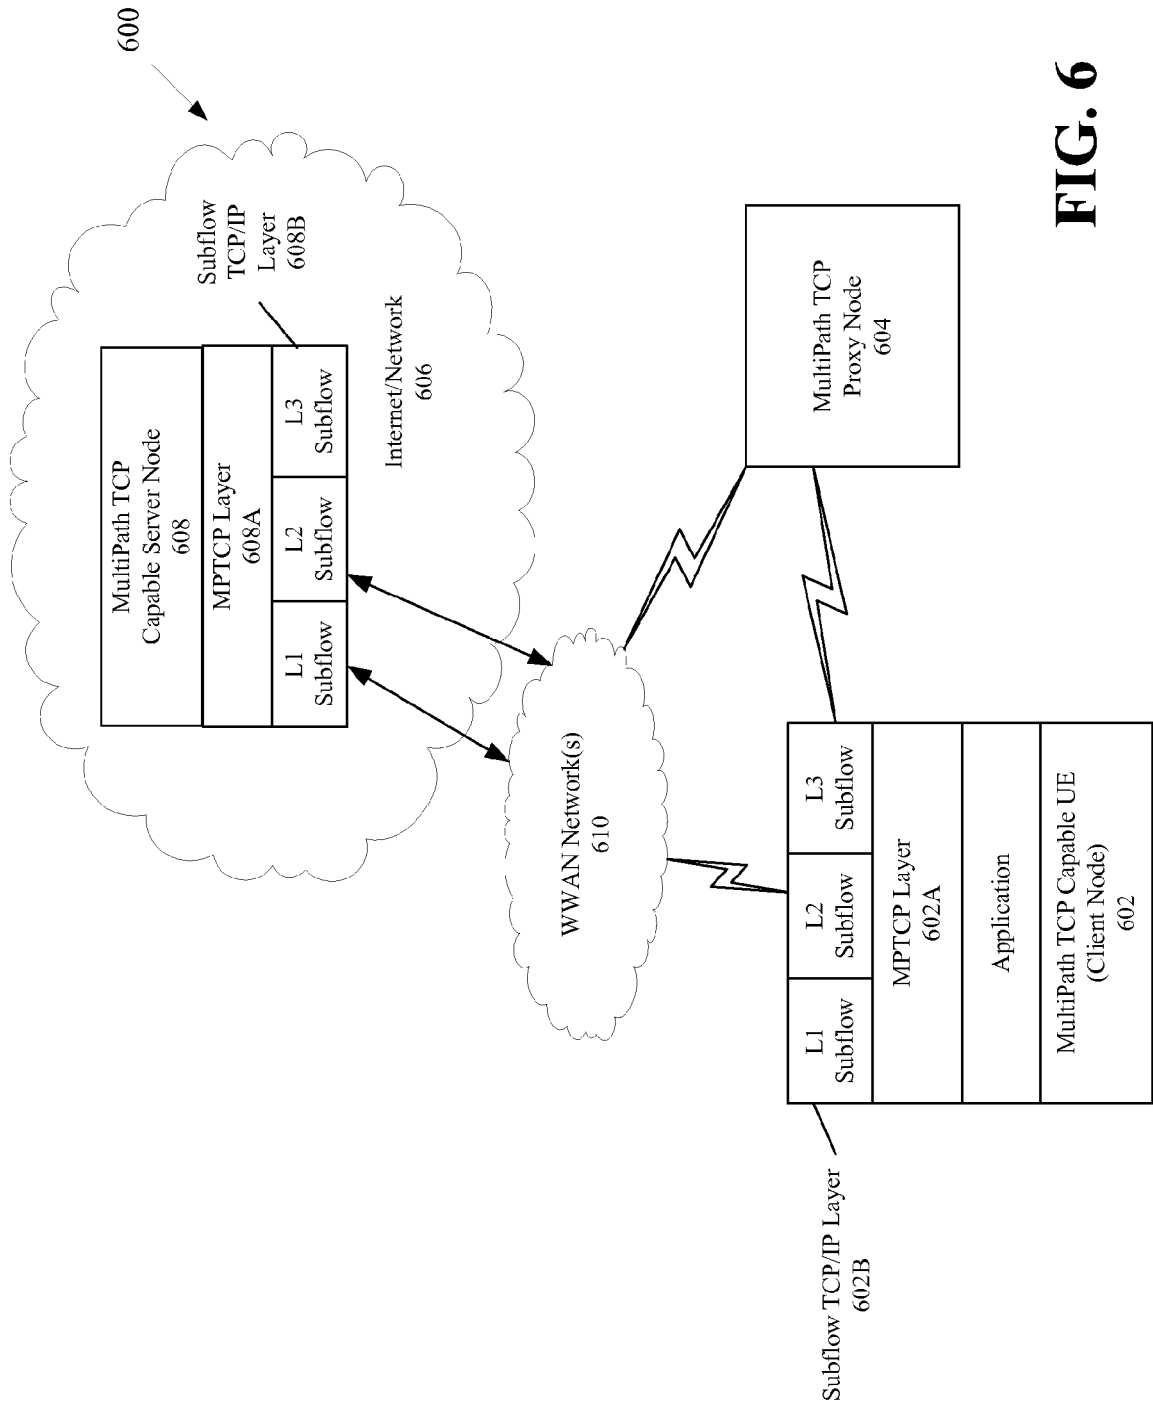 600
MultiPath TCP
Capable Server Node
608
MPTCP Layer
608A
L1
Subflow
L2
Subflow
L3
Subflow
Subflow
TCP/IP
Layer
608B
Internet/Network
606
WWAN Network(s)
610
MultiPath TCP
Proxy Node
604
L1
Subflow
L2
Subflow
L3
Subflow
MPTCP Layer
602A
Application
MultiPath TCP Capable UE
(Client Node)
602
Subflow TCP/IP Layer
602B
FIG. 6